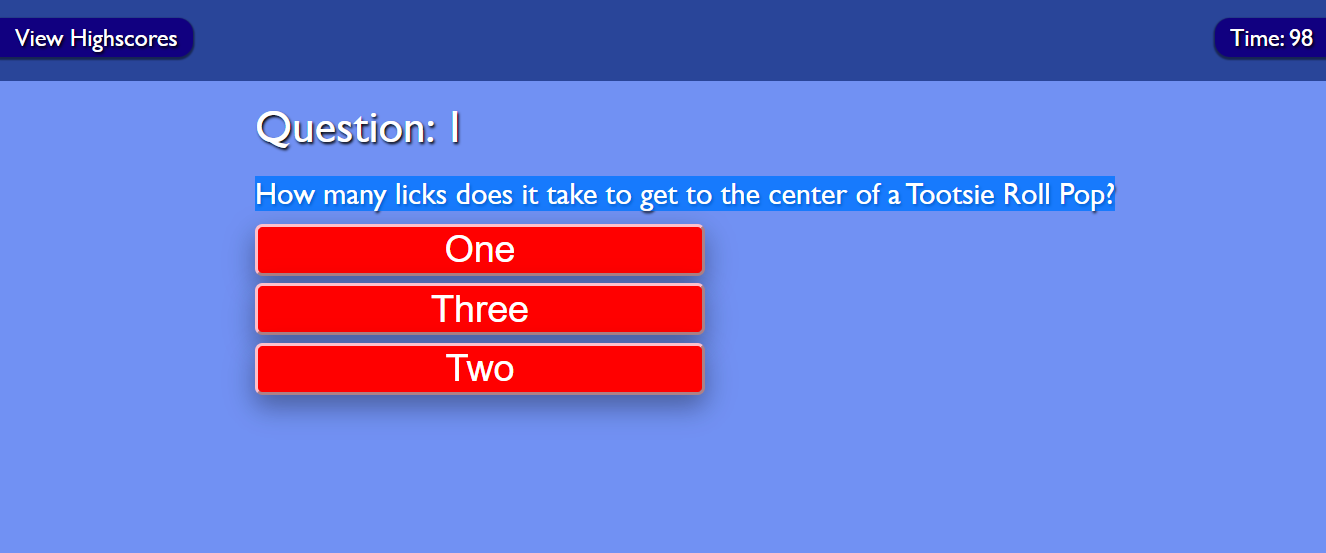 View Highscores
Time: 98
Question: 1
How many licks does it take to get to the center of a Tootsie Roll Pop?
One
Three
Two